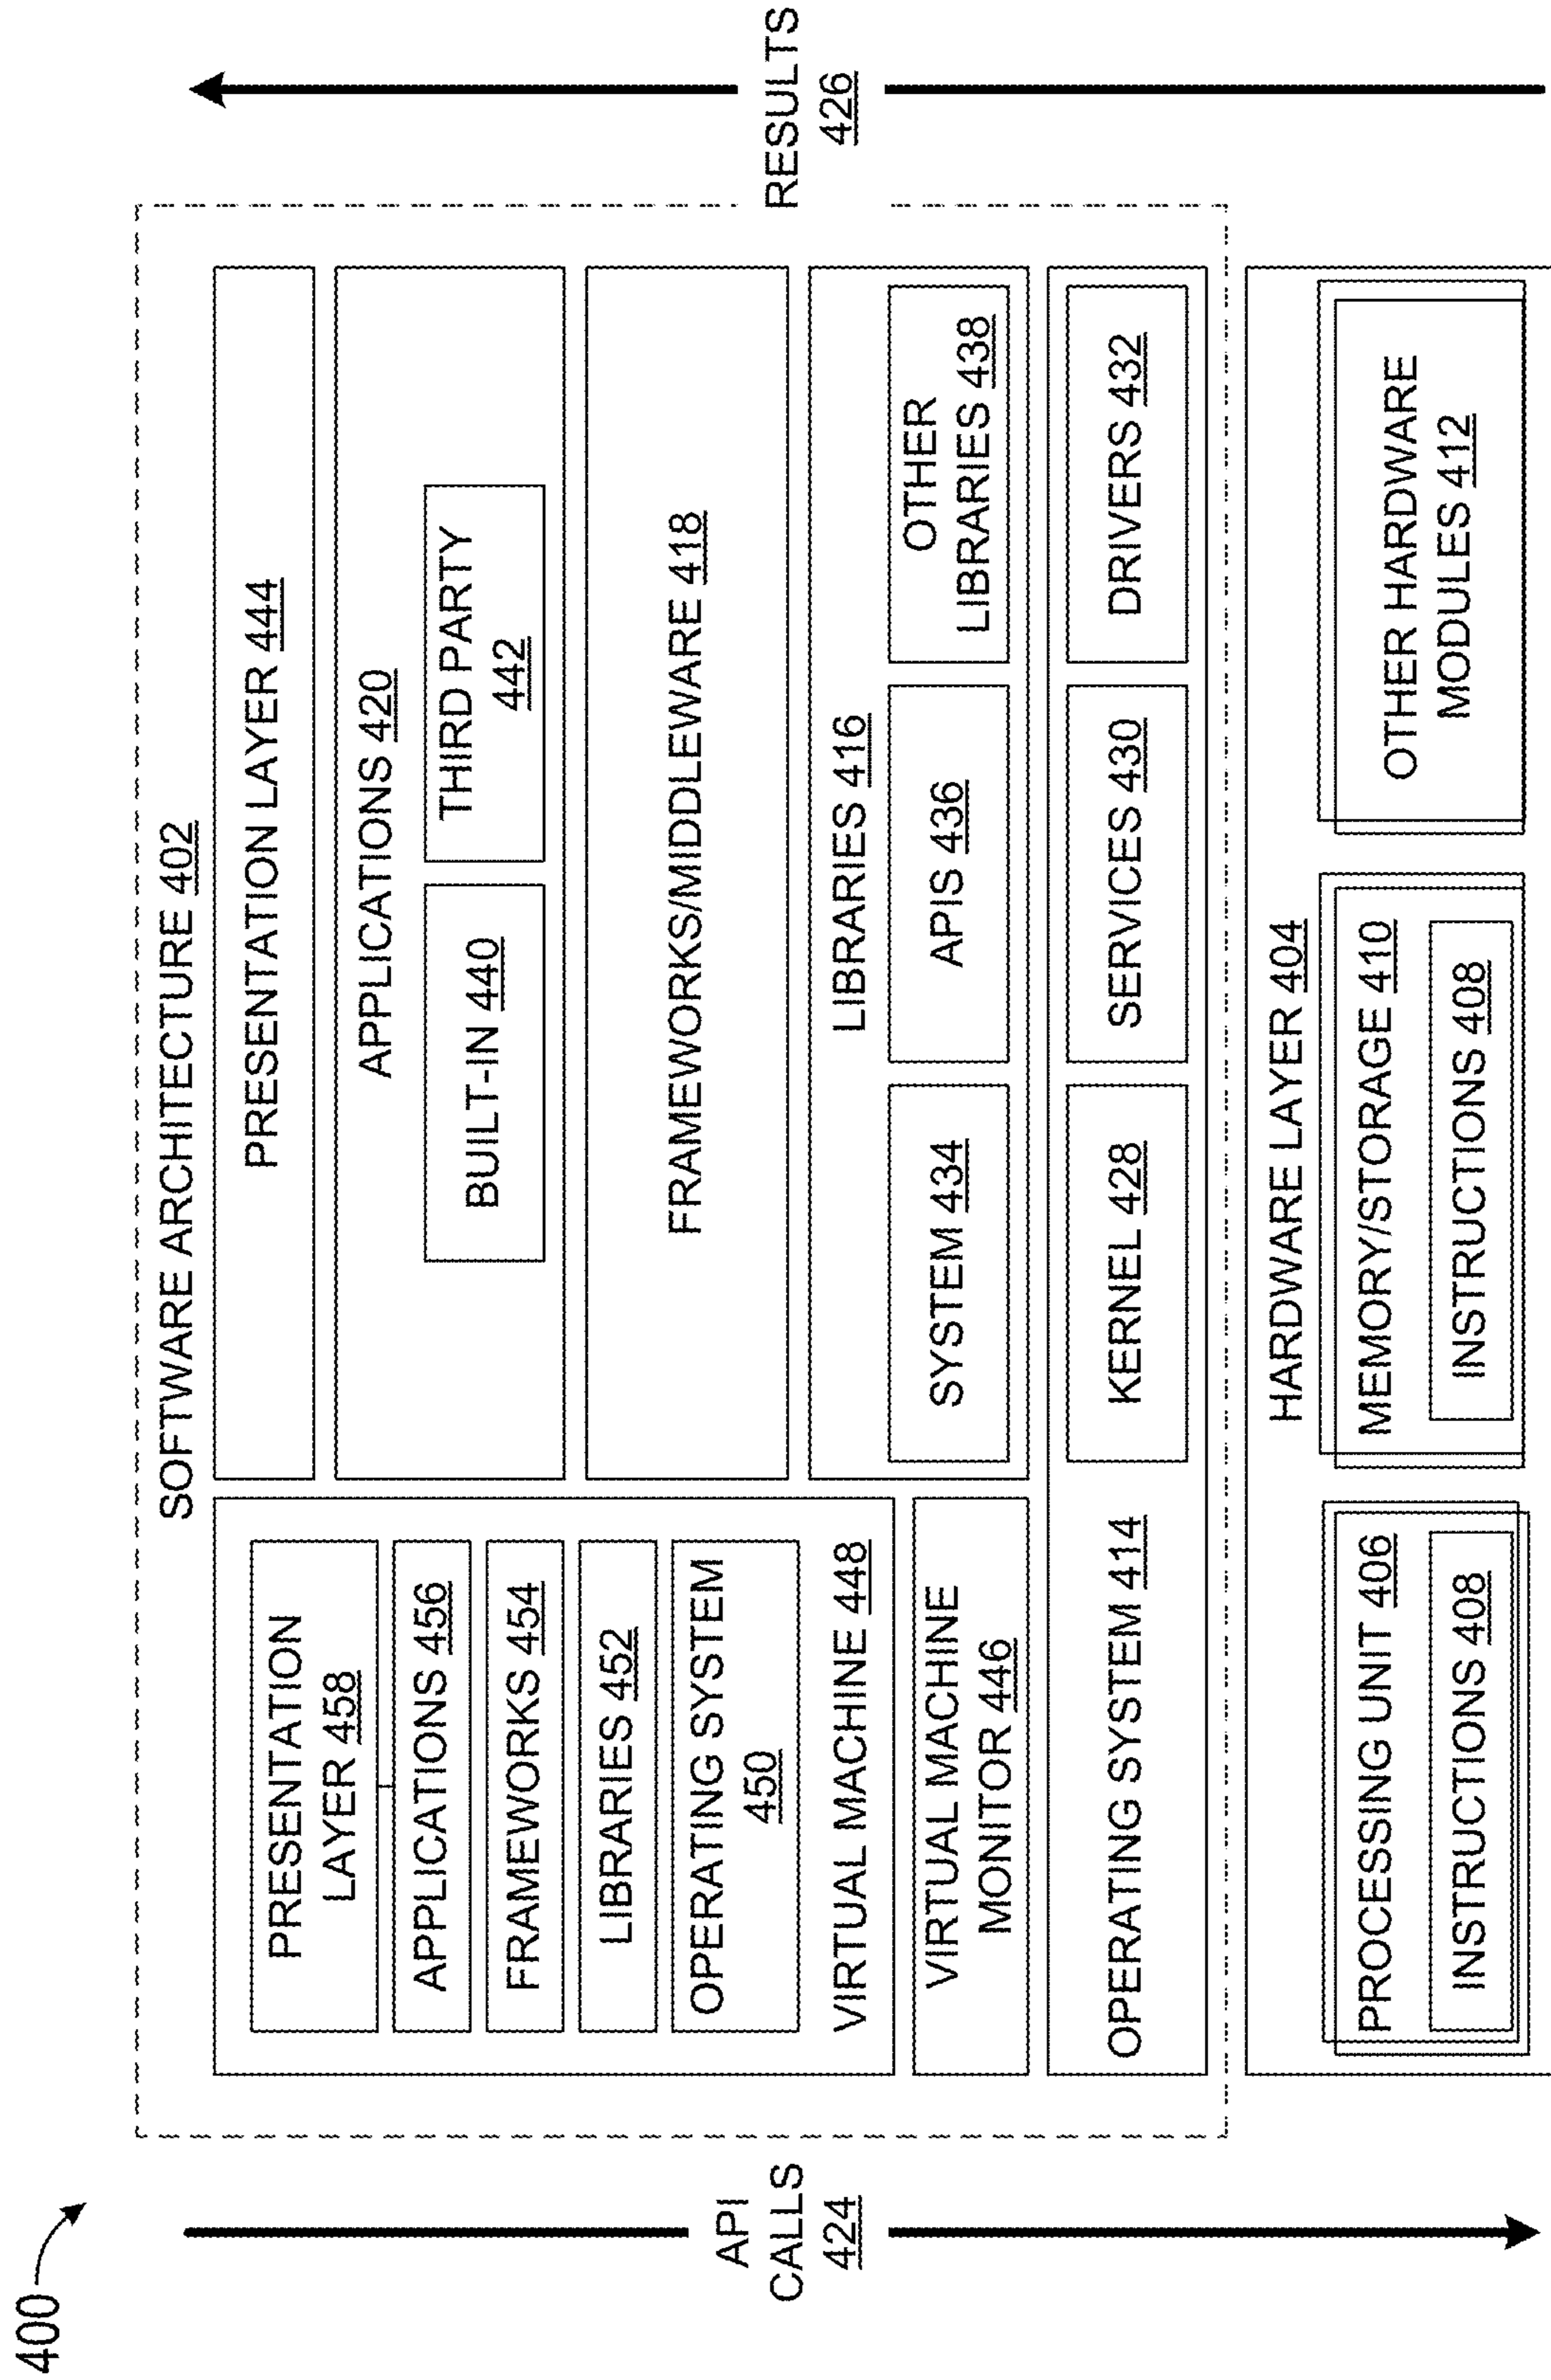 400
SOFTWARE ARCHITECTURE 402
PRESENTATION
LAYER 458
APPLICATIONS 456
FRAMEWORKS 454
LIBRARIES 452
OPERATING SYSTEM
450
VIRTUAL MACHINE 448
VIRTUAL MACHINE
MONITOR 446
PRESENTATION LAYER 444
APPLICATIONS 420
BUILT-IN 440
THIRD PARTY
442
FRAMEWORKS/MIDDLEWARE 418
LIBRARIES 416
SYSTEM 434
APIS 436
OTHER
LIBRARIES 438
OPERATING SYSTEM 414
KERNEL 428
SERVICES 430
DRIVERS 432
API
CALLS
424
RESULTS
426
HARDWARE LAYER 404
PROCESSING UNIT 406
INSTRUCTIONS 408
MEMORY/STORAGE 410
INSTRUCTIONS 408
OTHER HARDWARE
MODULES 412